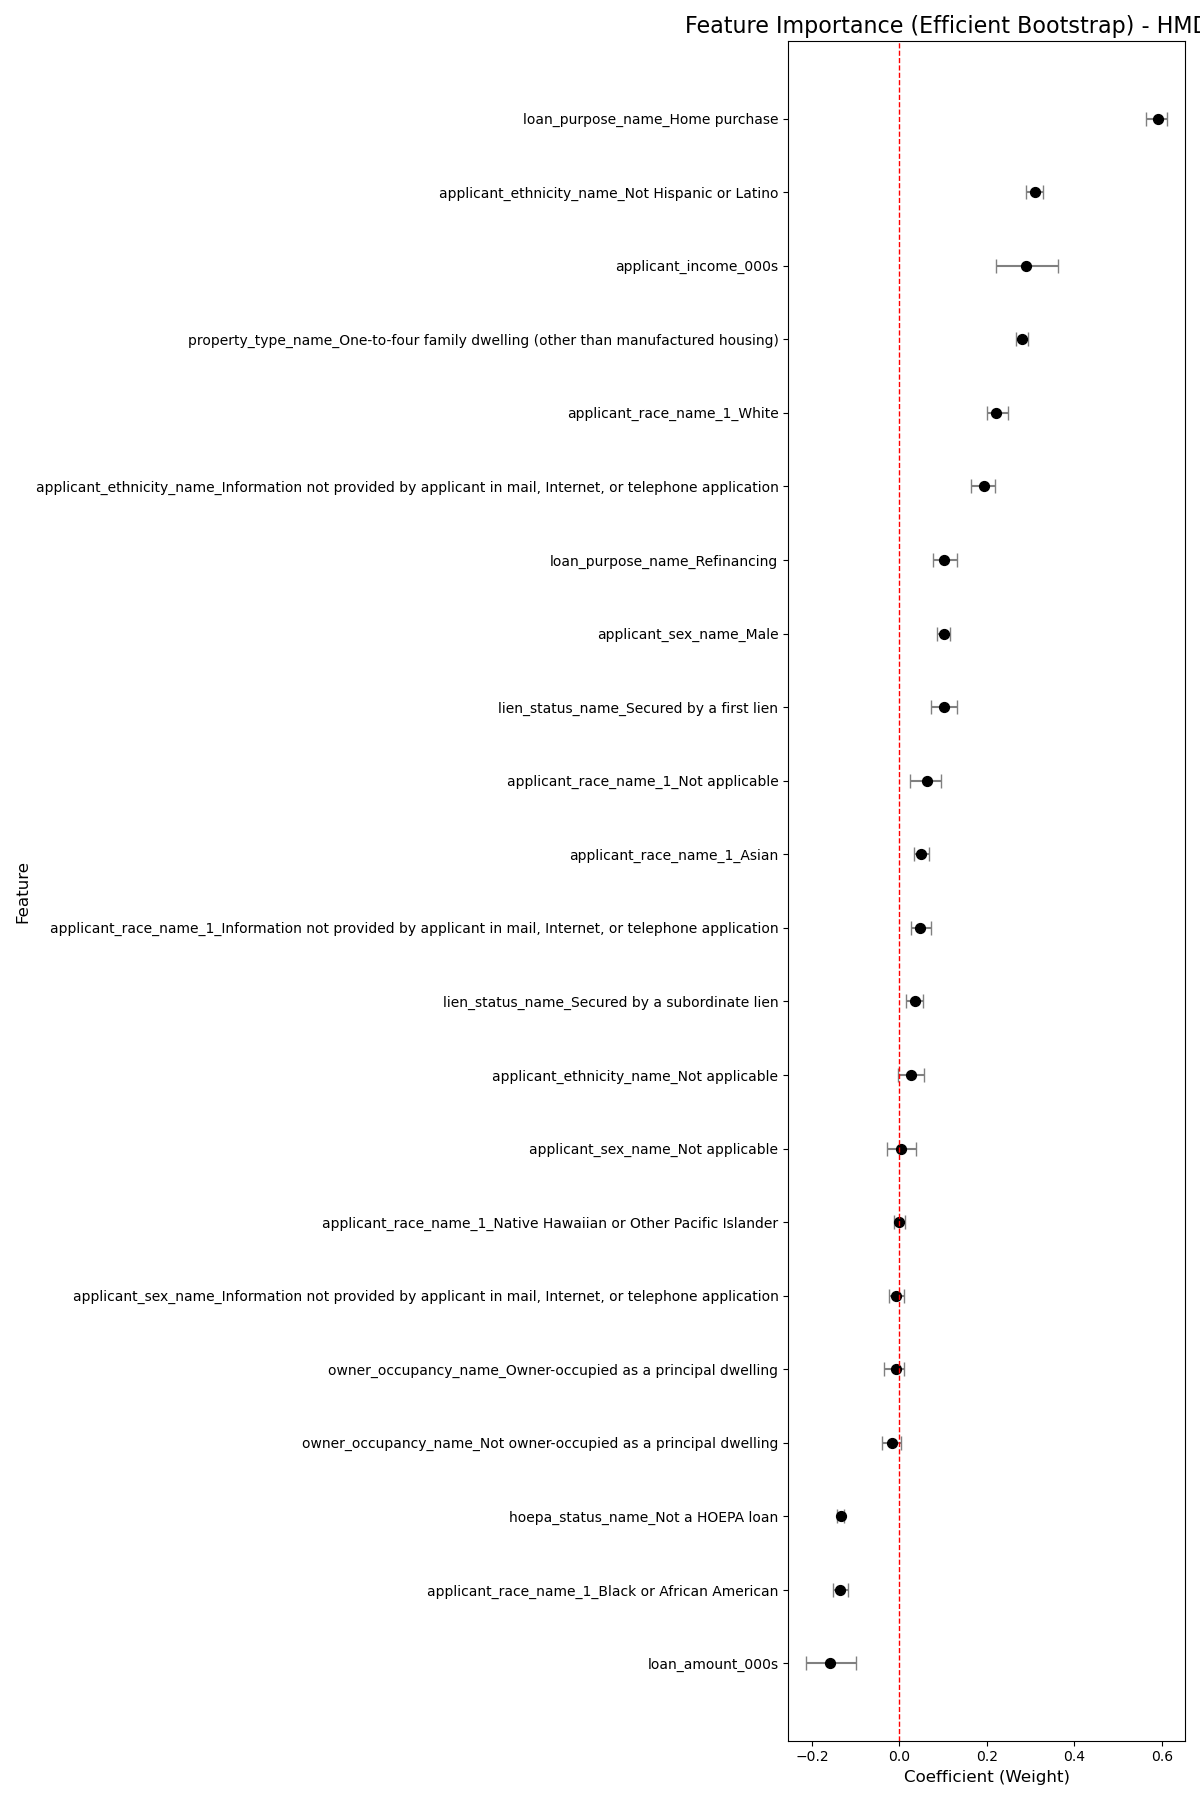 Feature Importance (Efficient Bootstrap) - HMD
loan_purpose_name_Home purchase
applicant_ethnicity_name_Not Hispanic or Latino
applicant_income_000s
property_type_name_One-to-four family dwelling (other than manufactured housing)
applicant_race_name_1_White
applicant_ethnicity_name_Information not provided by applicant in mail, Internet, or telephone application
loan_purpose_name_Refinancing
applicant_sex_name_Male
lien_status_name_Secured by a first lien
applicant_race_name_1_Not applicable
applicant_race_name_1_Asian
applicant_race_name_1_Information not provided by applicant in mail, Internet, or telephone application
lien_status_name_Secured by a subordinate lien
applicant_ethnicity_name_Not applicable
applicant_sex_name_Not applicable
applicant_race_name_1_Native Hawaiian or Other Pacific Islander
applicant_sex_name_Information not provided by applicant in mail, Internet, or telephone application
owner_occupancy_name_Owner-occupied as a principal dwelling
owner_occupancy_name_Not owner-occupied as a principal dwelling
hoepa_status_name_Not a HOEPA loan
applicant_race_name_1_Black or African American
loan_amount_000s
Feature
−0.2 0.0 0.2 0.4 0.6
Coefficient (Weight)